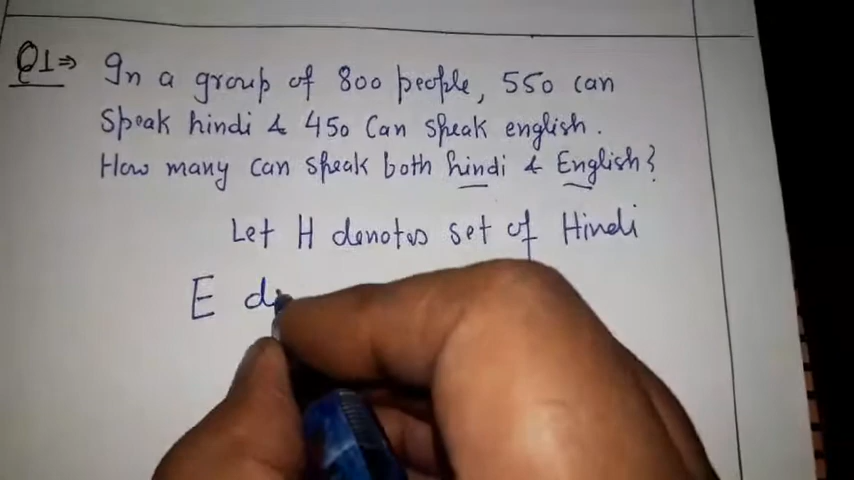 Q1⇒ In a group of 800 people, 550 can
Speak hindi & 450 Can speak english.
How many can speak both hindi & English?
Let H denotes set of Hindi
E d